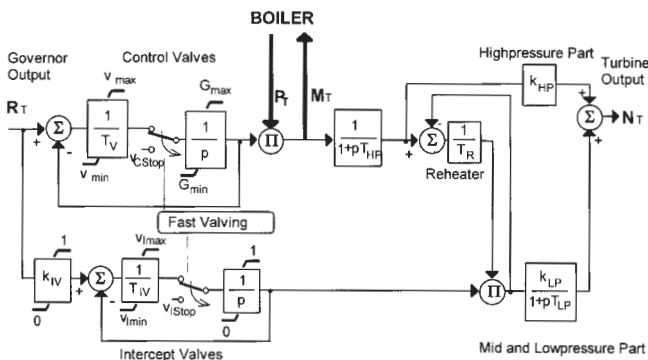 BOILER
Governor
Output
Control Valves
Highpressure Part
Turbine
Output
v max
G max
P T
M T
k HP
R T
+
Σ
-
1
T V
v min
v CStop
1
p
G min
Π
1
1+pT HP
+
-
Σ
1
T R
Reheater
+
Σ
+
N T
Fast Valving
1
k IV
0
+
Σ
-
v Imax
1
T IV
v Imin
v IStop
1
1
p
0
Π
k LP
1+pT LP
Intercept Valves
Mid and Lowpressure Part